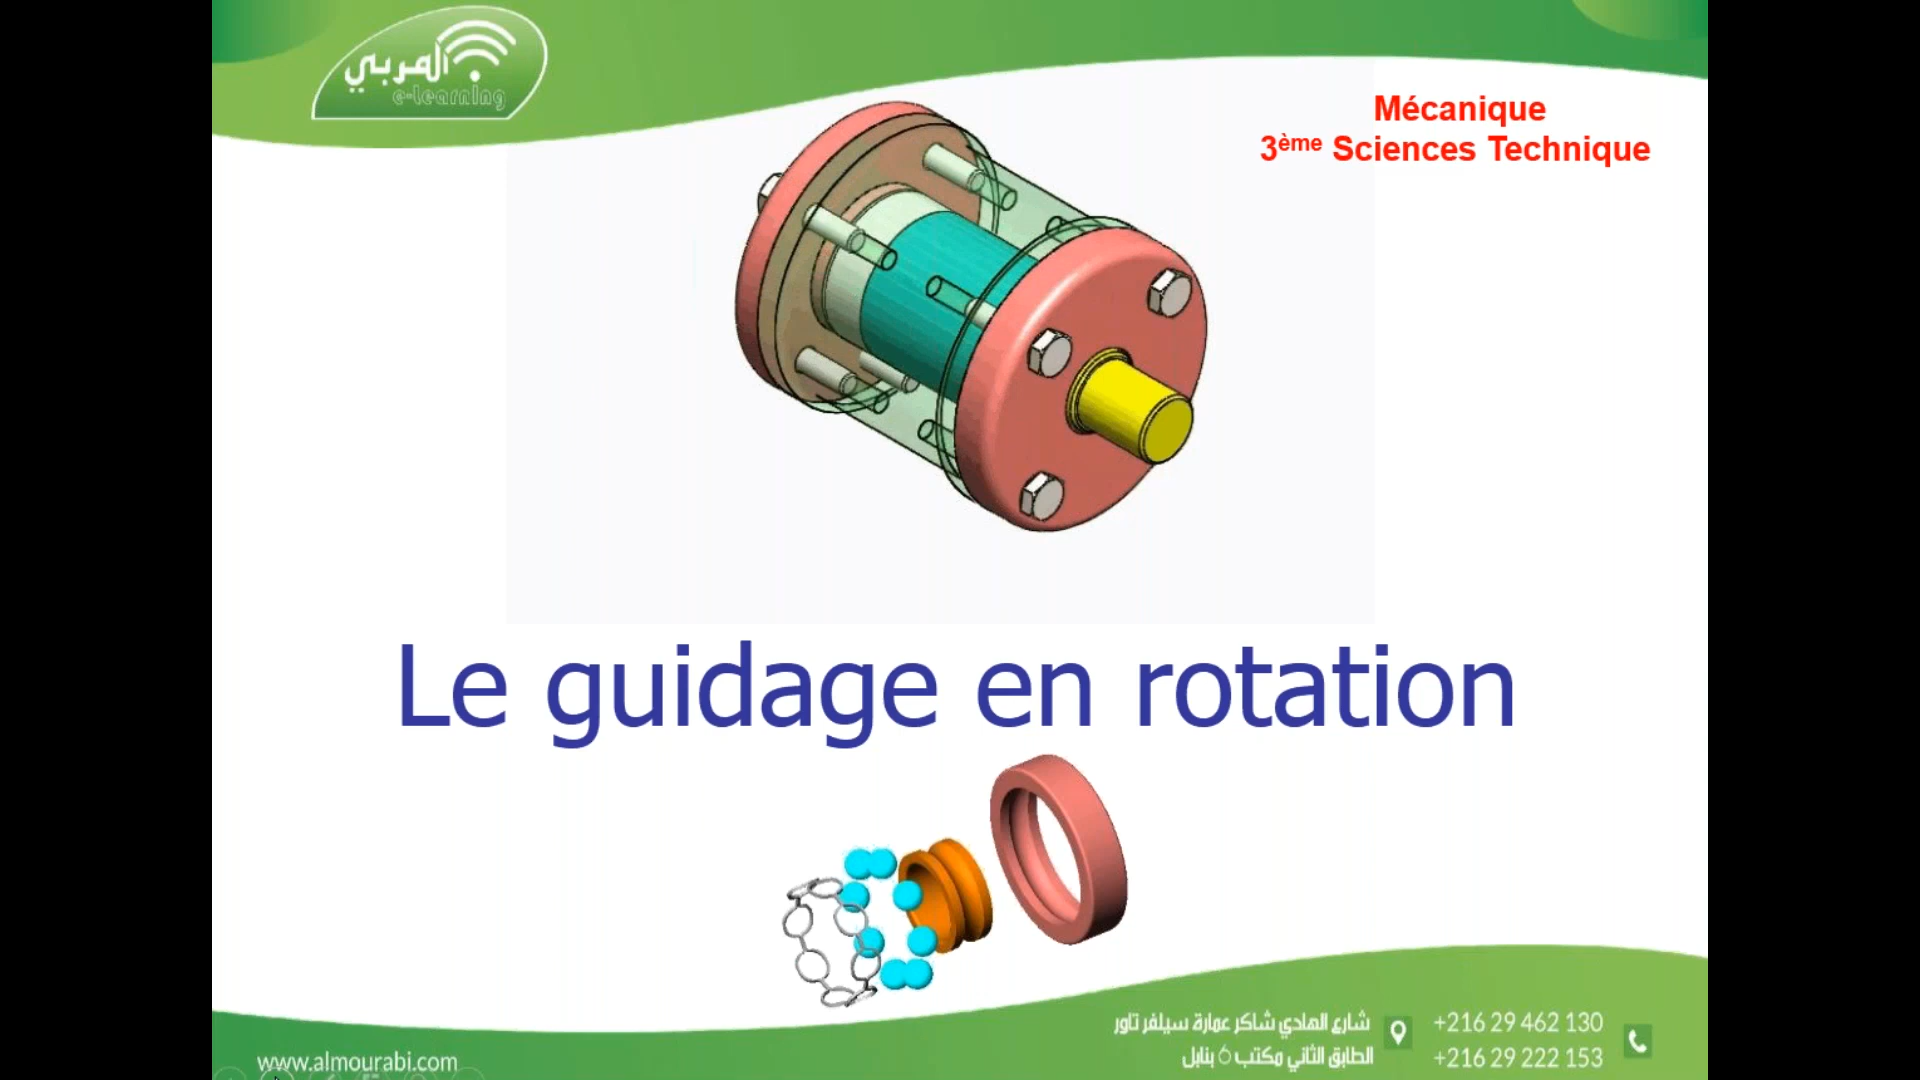 المربي
e-learning
Mécanique
3ème Sciences Technique
Le guidage en rotation
www.almourabi.com
شارع الهادي شاكر عمارة سيلفر تاور
الطابق الثاني مكتب 6 بنابل
+216 29 462 130
+216 29 222 153